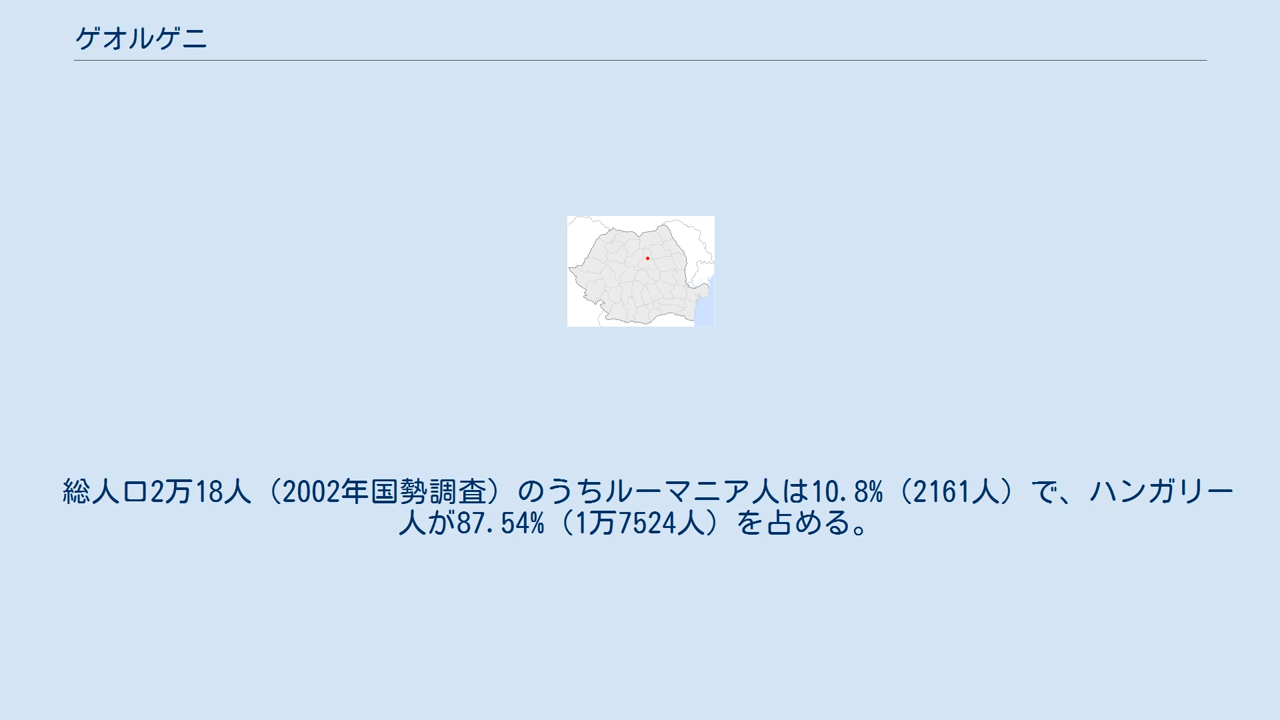 ゲオルゲニ
総人口2万18人（2002年国勢調査）のうちルーマニア人は10.8%（2161人）で、ハンガリー
人が87.54%（1万7524人）を占める。